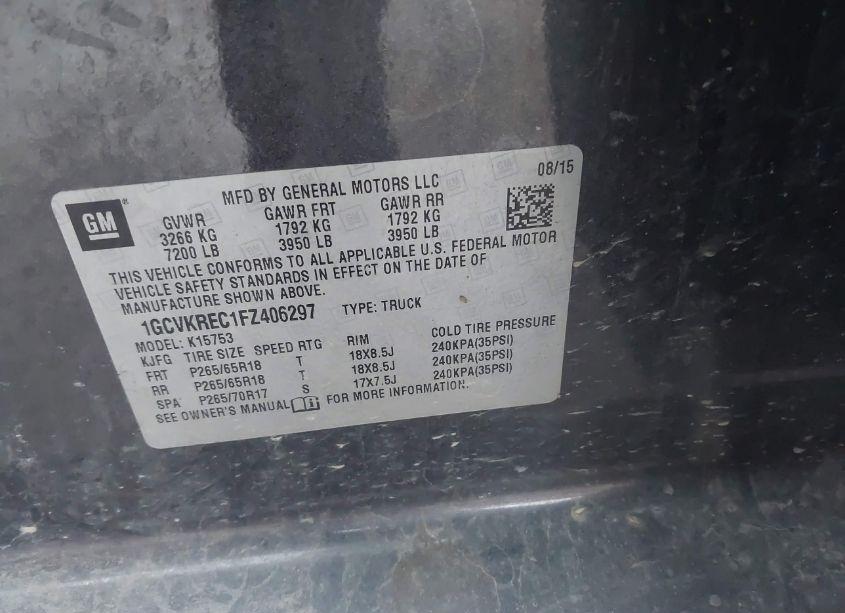 GM®
08/15
MFD BY GENERAL MOTORS LLC
GVWR GAWR FRT GAWR RR
3266 KG 1792 KG 1792 KG
7200 LB 3950 LB 3950 LB
THIS VEHICLE CONFORMS TO ALL APPLICABLE U.S. FEDERAL MOTOR
VEHICLE SAFETY STANDARDS IN EFFECT ON THE DATE OF
MANUFACTURE SHOWN ABOVE.
1GCVKREC1FZ406297 TYPE: TRUCK
MODEL: K15753
KJFG TIRE SIZE SPEED RTG RIM COLD TIRE PRESSURE
FRT P265/65R18 T 18X8.5J 240KPA(35PSI)
RR P265/65R18 T 18X8.5J 240KPA(35PSI)
SPA P265/70R17 S 17X7.5J 240KPA(35PSI)
SEE OWNER'S MANUAL FOR MORE INFORMATION.